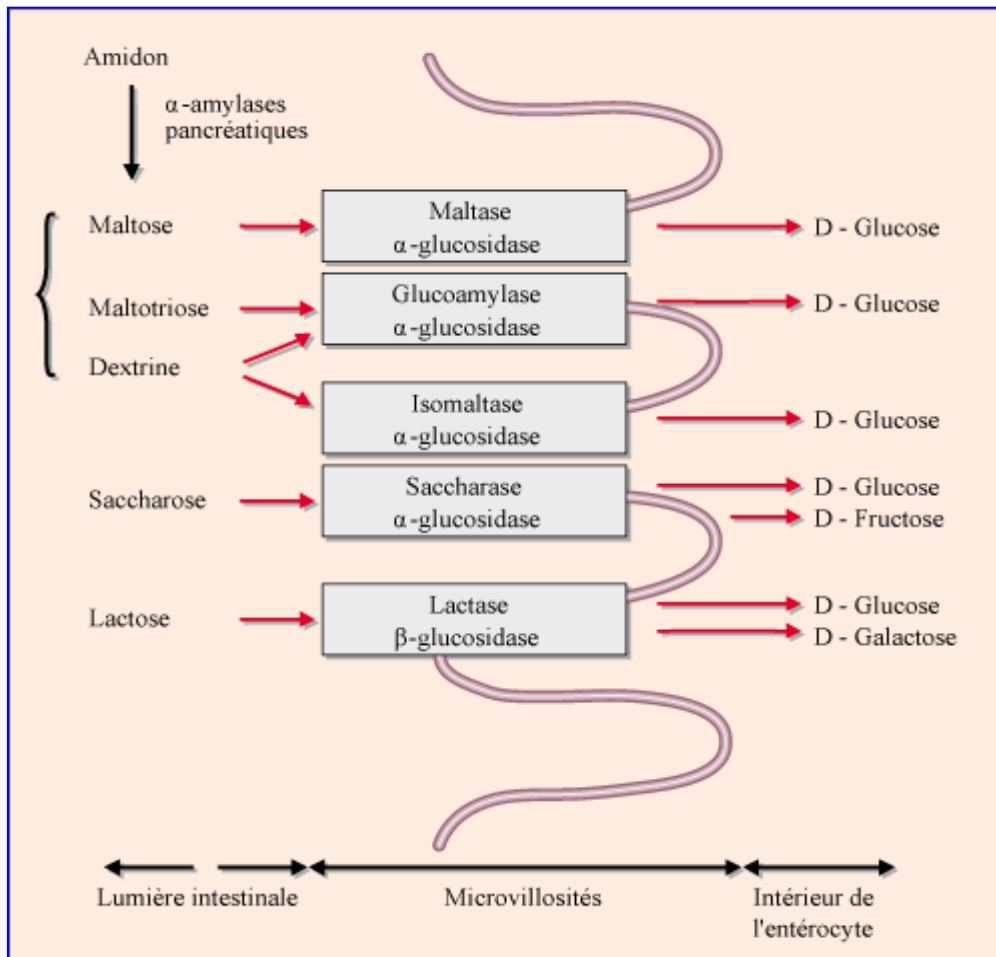 Amidon
α-amylases
pancréatiques
Maltose
Maltase
α-glucosidase
D - Glucose
Maltotriose
Glucoamylase
α-glucosidase
D - Glucose
Dextrine
Isomaltase
α-glucosidase
D - Glucose
Saccharose
Saccharase
α-glucosidase
D - Glucose
D - Fructose
Lactose
Lactase
β-glucosidase
D - Glucose
D - Galactose
Lumière intestinale
Microvillosités
Intérieur de
l'entérocyte